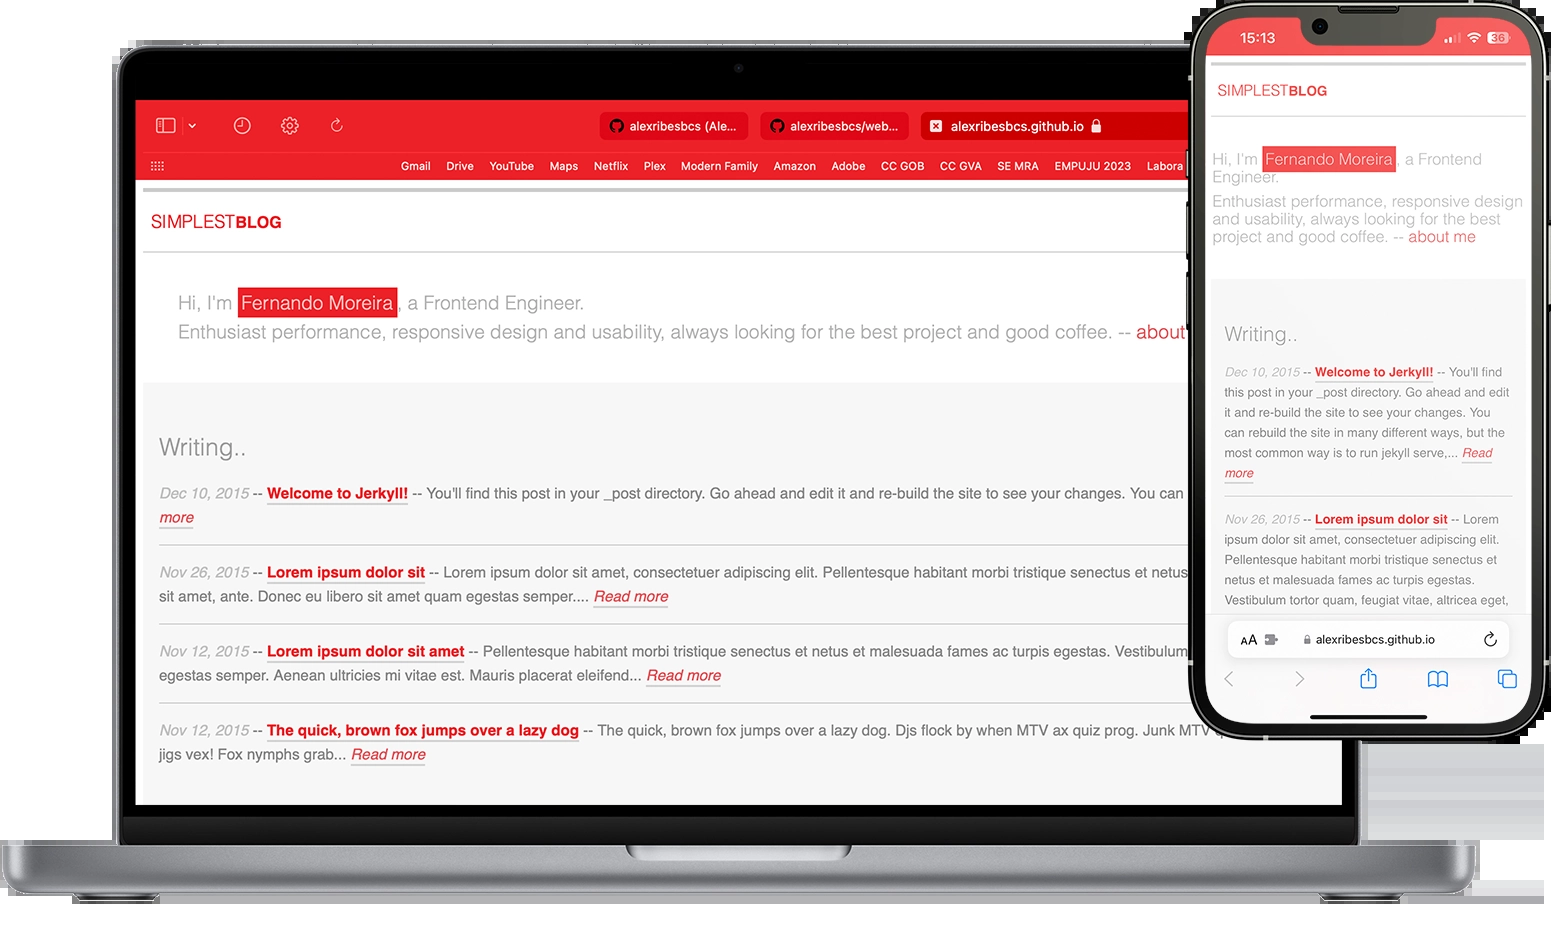 alexribesbcs (Ale... alexribesbcs/web... alexribesbcs.github.io
Gmail Drive YouTube Maps Netflix Plex Modern Family Amazon Adobe CC GOB CC GVA SE MRA EMPUJU 2023 Labora
SIMPLESTBLOG
Hi, I'm Fernando Moreira, a Frontend Engineer.
Enthusiast performance, responsive design and usability, always looking for the best project and good coffee. -- about
Writing..
Dec 10, 2015 -- Welcome to Jerkyll! -- You'll find this post in your _post directory. Go ahead and edit it and re-build the site to see your changes. You can
more
Nov 26, 2015 -- Lorem ipsum dolor sit -- Lorem ipsum dolor sit amet, consectetuer adipiscing elit. Pellentesque habitant morbi tristique senectus et netus
sit amet, ante. Donec eu libero sit amet quam egestas semper.... Read more
Nov 12, 2015 -- Lorem ipsum dolor sit amet -- Pellentesque habitant morbi tristique senectus et netus et malesuada fames ac turpis egestas. Vestibulum
egestas semper. Aenean ultricies mi vitae est. Mauris placerat eleifend... Read more
Nov 12, 2015 -- The quick, brown fox jumps over a lazy dog -- The quick, brown fox jumps over a lazy dog. Djs flock by when MTV ax quiz prog. Junk MTV
jigs vex! Fox nymphs grab... Read more
15:13 36
SIMPLESTBLOG
Hi, I'm Fernando Moreira, a Frontend
Engineer.
Enthusiast performance, responsive design
and usability, always looking for the best
project and good coffee. -- about me
Writing..
Dec 10, 2015 -- Welcome to Jerkyll! -- You'll find
this post in your _post directory. Go ahead and edit
it and re-build the site to see your changes. You
can rebuild the site in many different ways, but the
most common way is to run jekyll serve,... Read
more
Nov 26, 2015 -- Lorem ipsum dolor sit -- Lorem
ipsum dolor sit amet, consectetuer adipiscing elit.
Pellentesque habitant morbi tristique senectus et
netus et malesuada fames ac turpis egestas.
Vestibulum tortor quam, feugiat vitae, altricea eget,
AA alexribesbcs.github.io